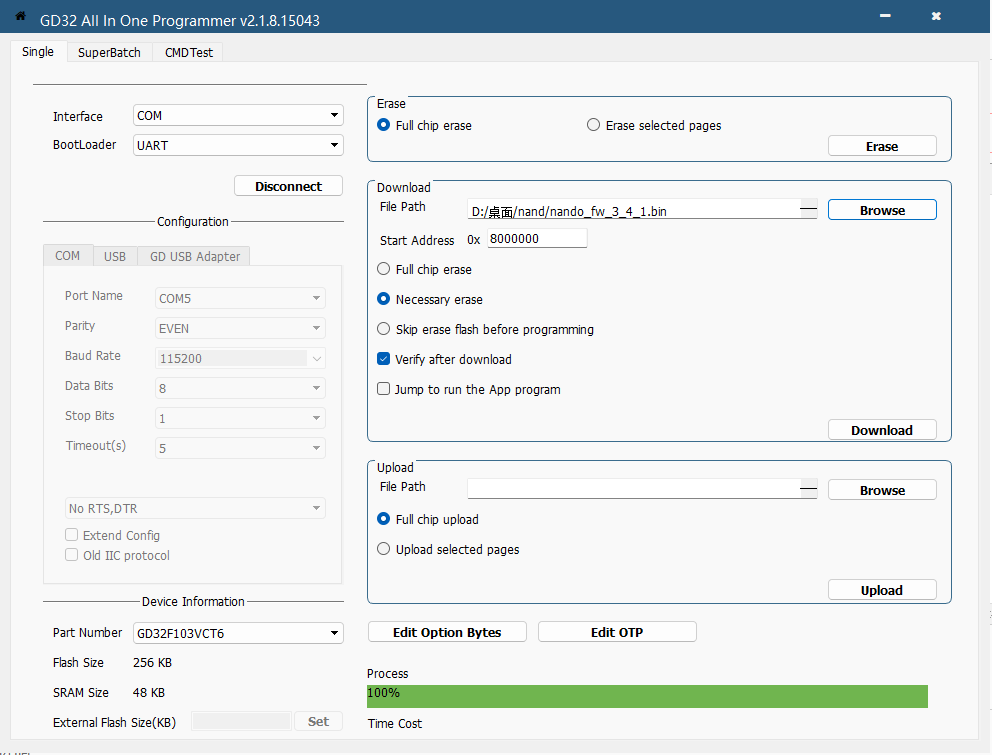 GD32 All In One Programmer v2.1.8.15043
Single SuperBatch CMDTest
Interface COM
BootLoader UART
Disconnect
Configuration
COM USB GD USB Adapter
Port Name COM5
Parity EVEN
Baud Rate 115200
Data Bits 8
Stop Bits 1
Timeout(s) 5
No RTS,DTR
Extend Config
Old IIC protocol
Device Information
Part Number GD32F103VCT6
Flash Size 256 KB
SRAM Size 48 KB
External Flash Size(KB) Set
Erase
Full chip erase Erase selected pages
Erase
Download
File Path D:/桌面/nand/nando_fw_3_4_1.bin Browse
Start Address 0x 8000000
Full chip erase
Necessary erase
Skip erase flash before programming
Verify after download
Jump to run the App program
Download
Upload
File Path Browse
Full chip upload
Upload selected pages
Upload
Edit Option Bytes Edit OTP
Process
100%
Time Cost